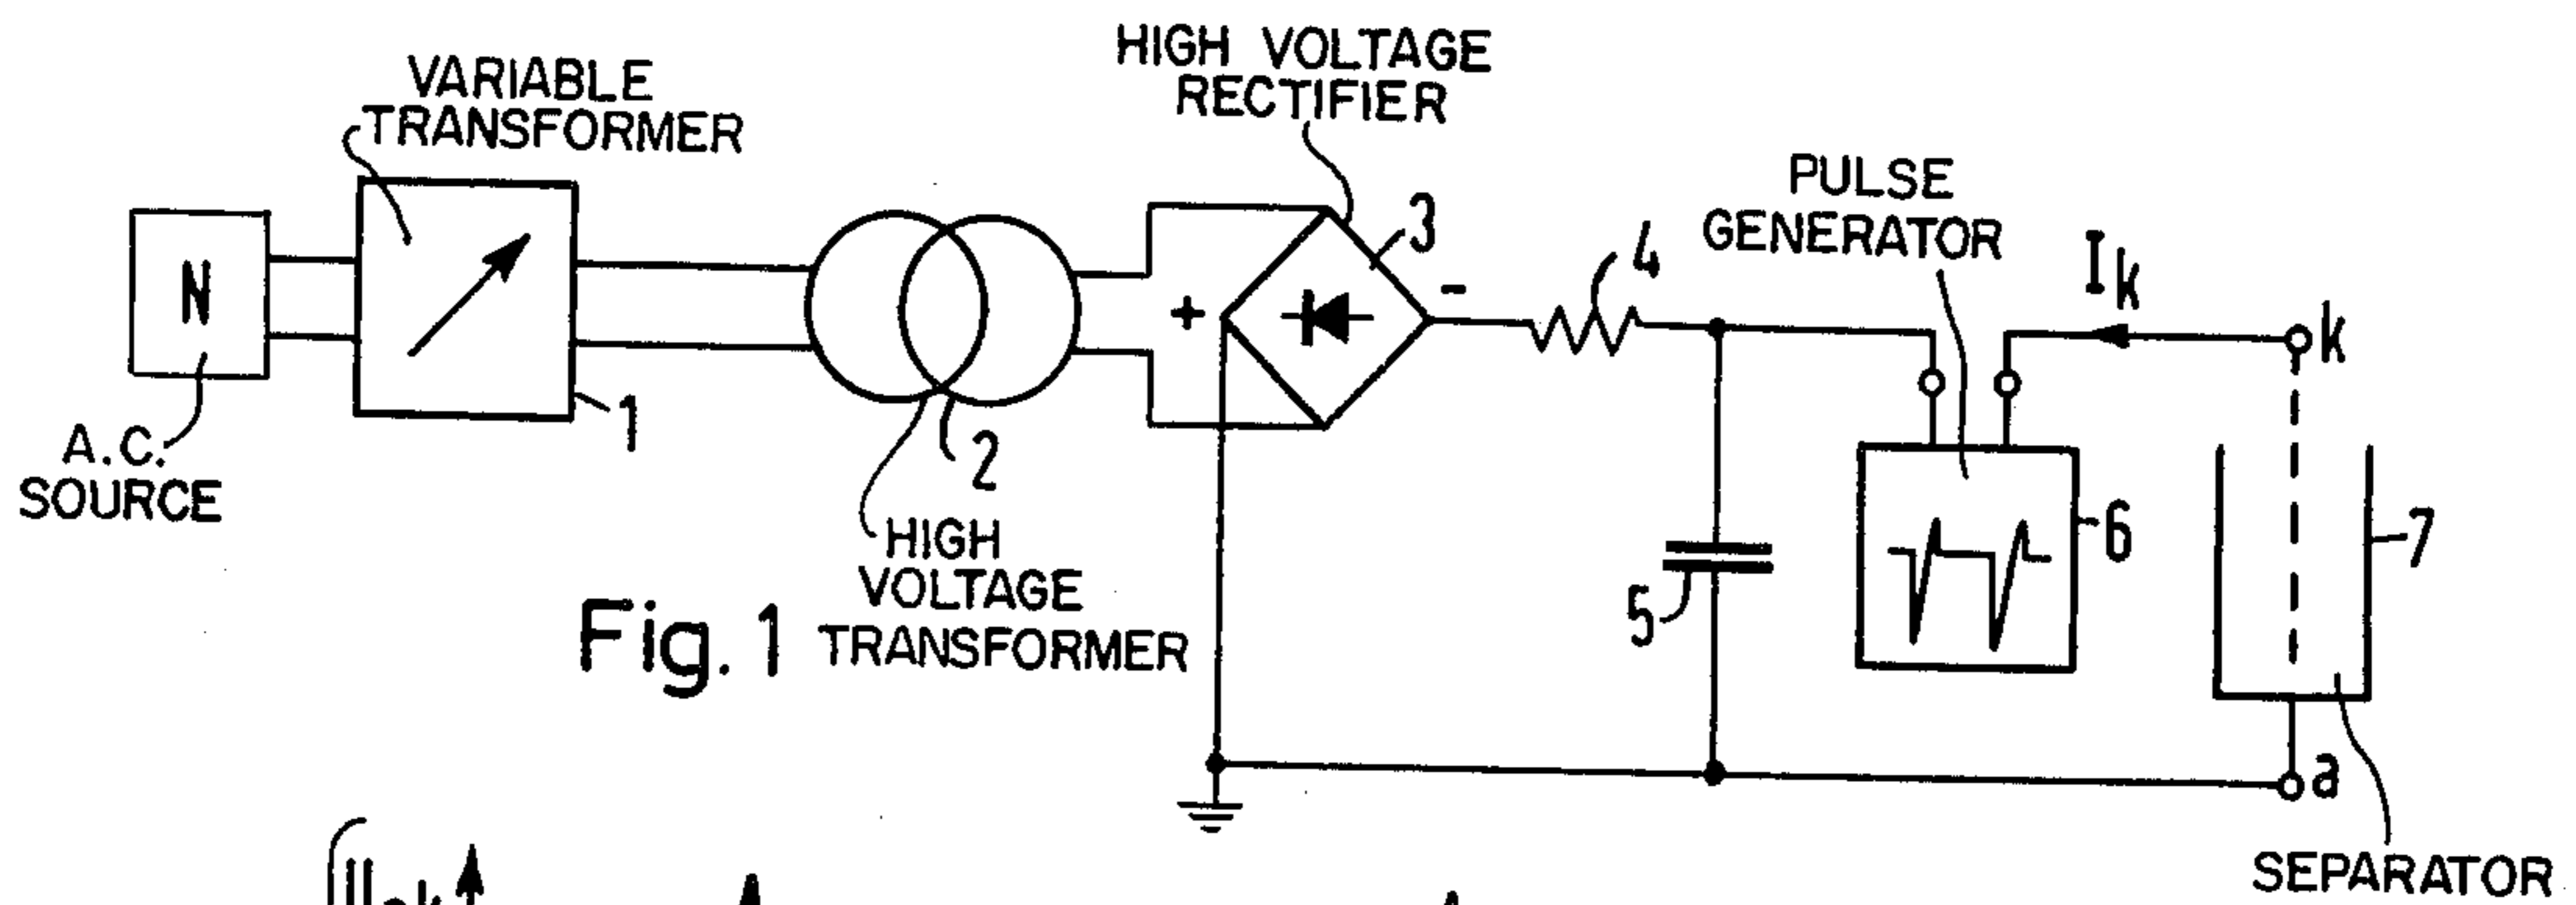 HIGH VOLTAGE
RECTIFIER
VARIABLE
TRANSFORMER
PULSE
GENERATOR
3
4
-
+
I k
k
N
1
2
A.C.
SOURCE
HIGH
VOLTAGE
TRANSFORMER
5
6
7
Fig. 1
a
SEPARATOR